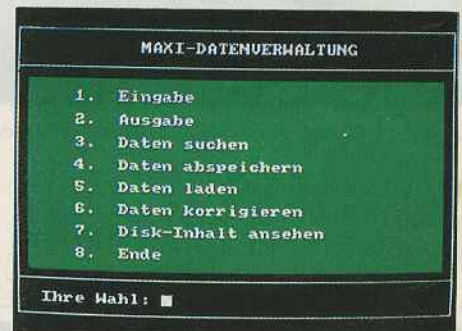 MAXI-DATENVERWALTUNG
1. Eingabe
2. Ausgabe
3. Daten suchen
4. Daten abspeichern
5. Daten laden
6. Daten korrigieren
7. Disk-Inhalt ansehen
8. Ende
Ihre Wahl: